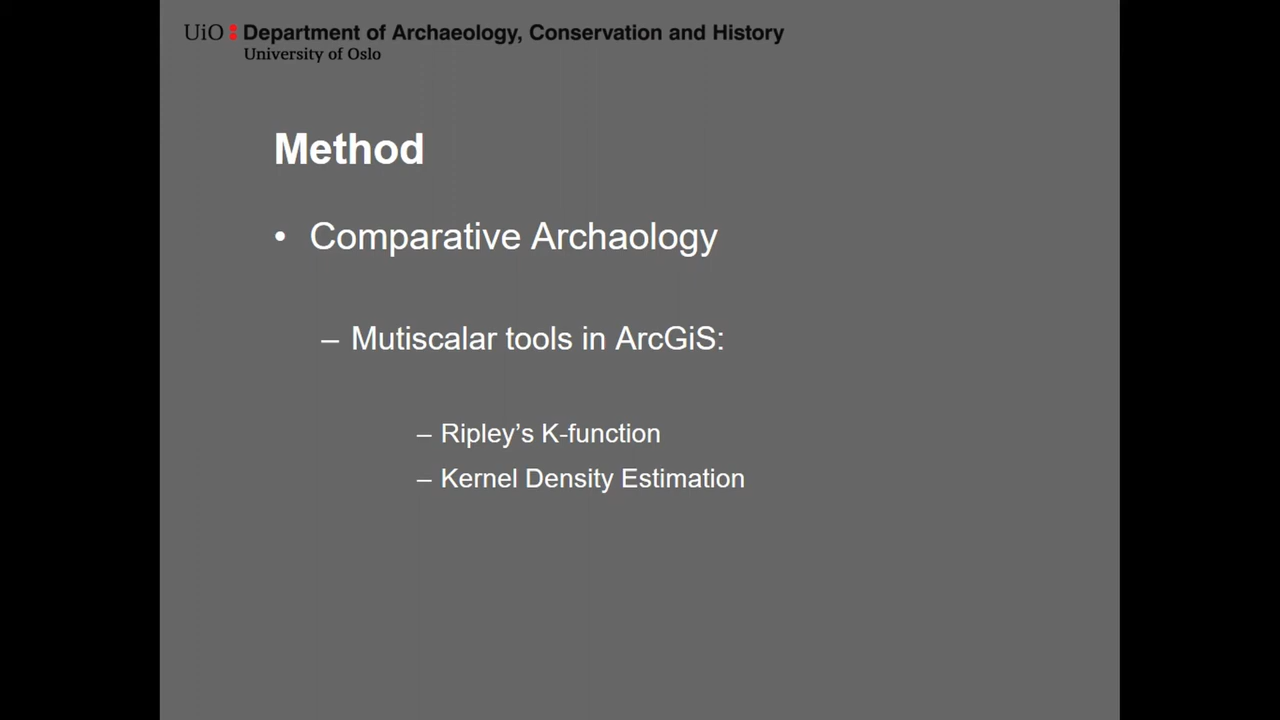 UiO Department of Archaeology, Conservation and History
University of Oslo
Method
• Comparative Archaology
– Mutiscalar tools in ArcGiS:
– Ripley’s K-function
– Kernel Density Estimation